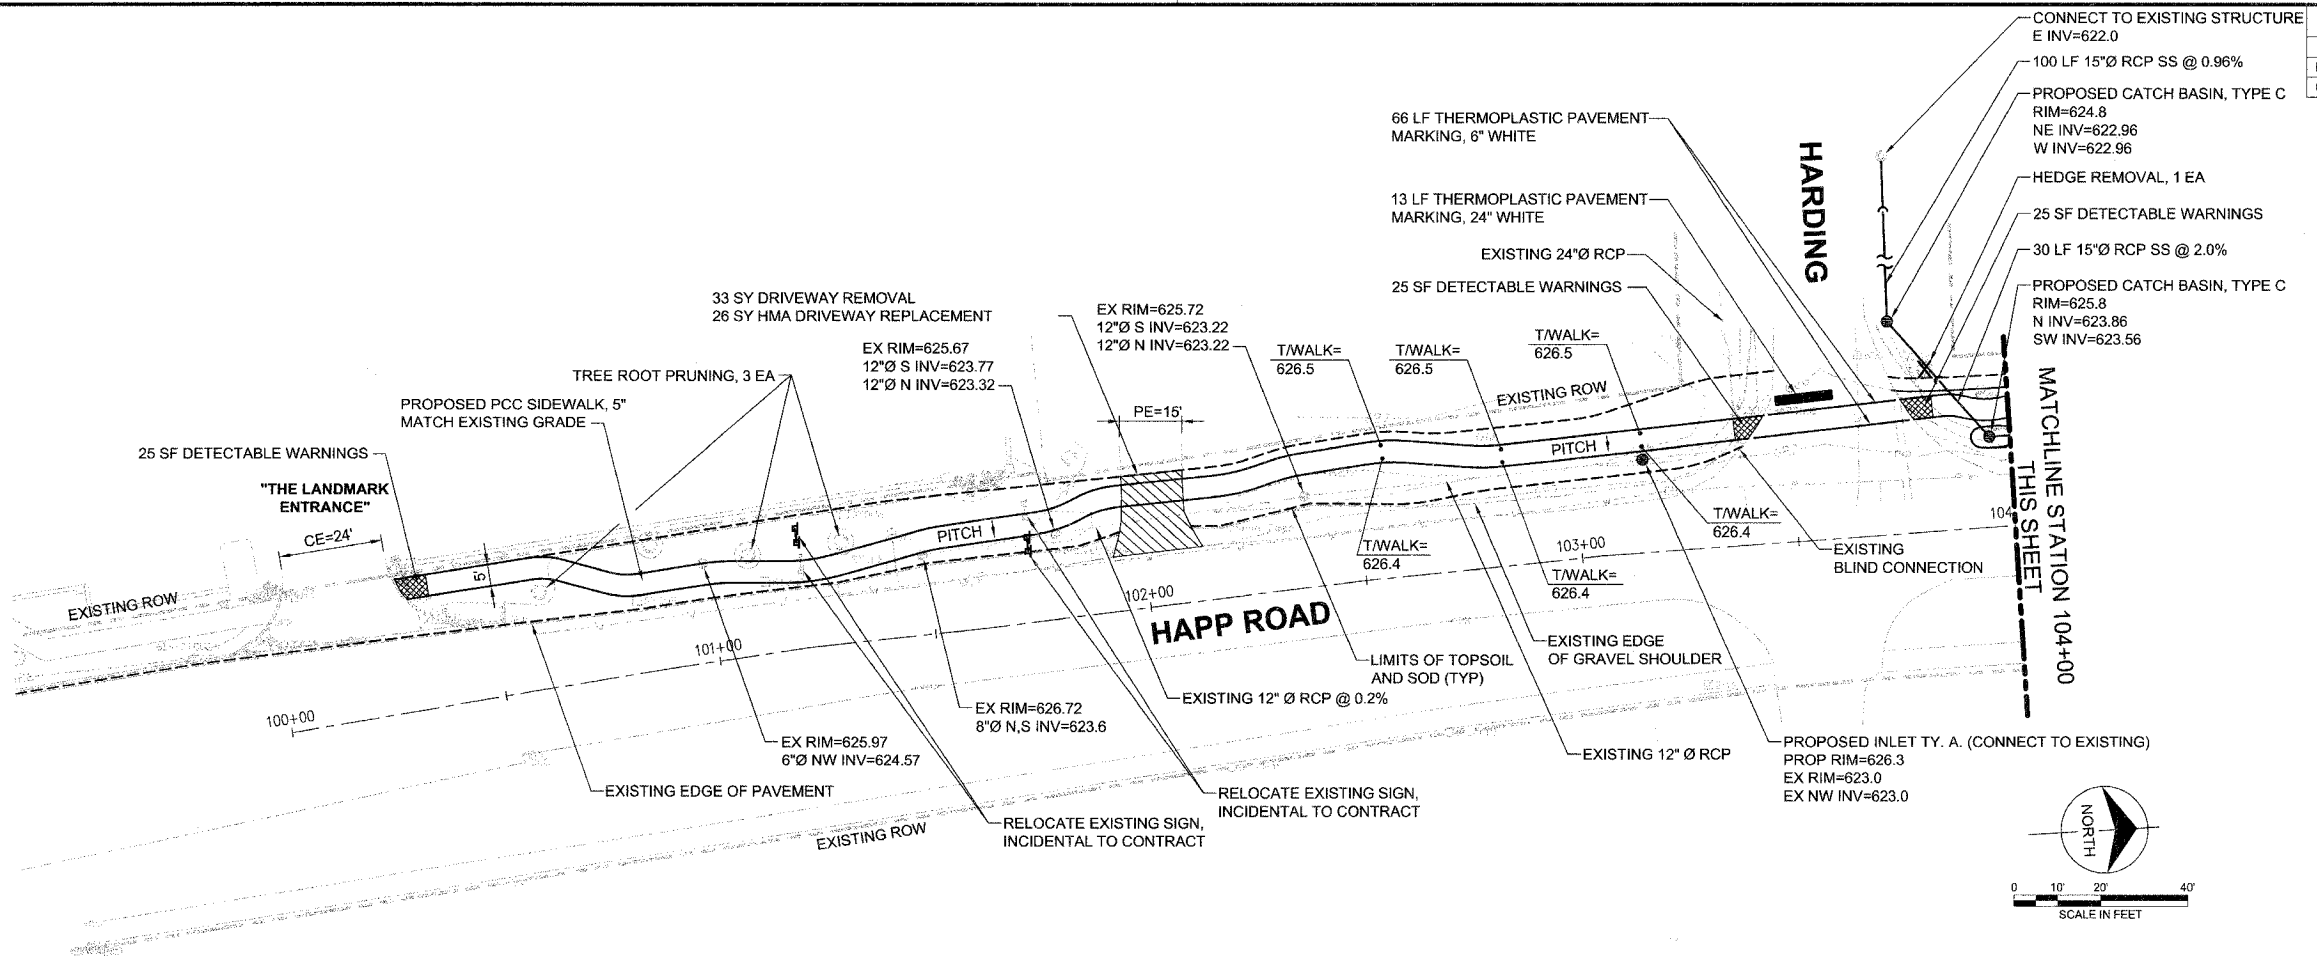 CONNECT TO EXISTING STRUCTURE
E INV=622.0
100 LF 15"Ø RCP SS @ 0.96%
PROPOSED CATCH BASIN, TYPE C
RIM=624.8
NE INV=622.96
W INV=622.96
HEDGE REMOVAL, 1 EA
25 SF DETECTABLE WARNINGS
30 LF 15"Ø RCP SS @ 2.0%
PROPOSED CATCH BASIN, TYPE C
RIM=625.8
N INV=623.86
SW INV=623.56
66 LF THERMOPLASTIC PAVEMENT
MARKING, 6" WHITE
13 LF THERMOPLASTIC PAVEMENT
MARKING, 24" WHITE
EXISTING 24"Ø RCP
25 SF DETECTABLE WARNINGS
HARDING
33 SY DRIVEWAY REMOVAL
26 SY HMA DRIVEWAY REPLACEMENT
EX RIM=625.72
12"Ø S INV=623.22
12"Ø N INV=623.22
EX RIM=625.67
12"Ø S INV=623.77
12"Ø N INV=623.32
T/WALK=
626.5
T/WALK=
626.5
T/WALK=
626.5
TREE ROOT PRUNING, 3 EA
PROPOSED PCC SIDEWALK, 5"
MATCH EXISTING GRADE
25 SF DETECTABLE WARNINGS
"THE LANDMARK
ENTRANCE"
CE=24'
5'
PE=15'
EXISTING ROW
EXISTING ROW
PITCH
PITCH
T/WALK=
626.4
T/WALK=
626.4
T/WALK=
626.4
EXISTING
BLIND CONNECTION
MATCHLINE STATION 104+00
THIS SHEET
100+00
101+00
102+00
103+00
104
HAPP ROAD
EXISTING EDGE
OF GRAVEL SHOULDER
LIMITS OF TOPSOIL
AND SOD (TYP)
EXISTING 12" Ø RCP @ 0.2%
EX RIM=626.72
8"Ø N,S INV=623.6
EX RIM=625.97
6"Ø NW INV=624.57
EXISTING 12" Ø RCP
PROPOSED INLET TY. A. (CONNECT TO EXISTING)
PROP RIM=626.3
EX RIM=623.0
EX NW INV=623.0
EXISTING EDGE OF PAVEMENT
RELOCATE EXISTING SIGN,
INCIDENTAL TO CONTRACT
RELOCATE EXISTING SIGN,
INCIDENTAL TO CONTRACT
EXISTING ROW
NORTH
0 10' 20' 40'
SCALE IN FEET